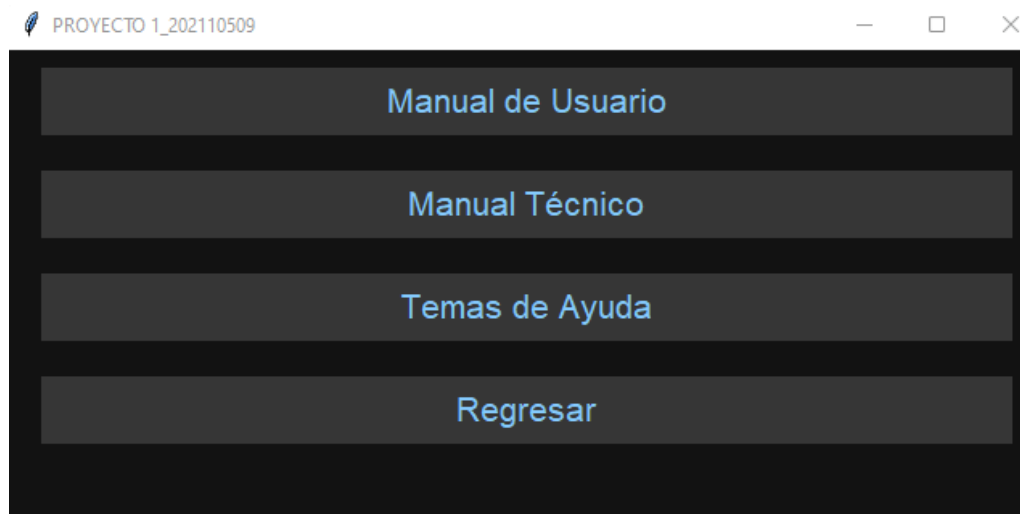 PROYECTO 1_202110509
Manual de Usuario
Manual Técnico
Temas de Ayuda
Regresar